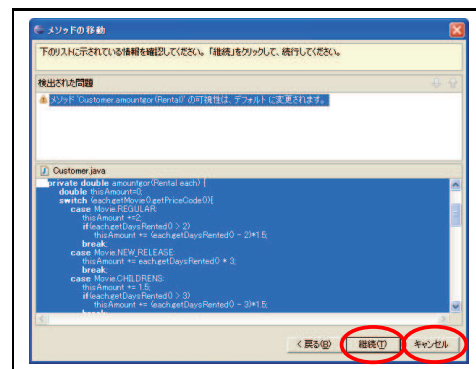 メソッドの移動
下のリストに示されている情報を確認してください。「継続」をクリックして、続行してください。
検出された問題
メソッド 'Customer.amountgor(Rental)' の可視性は、デフォルトに変更されます。
Customer.java
private double amountgor(Rental each) {
double thisAmount=0;
switch (each.getMovie().getPriceCode()){
case Movie.REGULAR:
thisAmount +=2;
if(each.getDaysRented() > 2)
thisAmount += (each.getDaysRented() - 2)*1.5;
break;
case Movie.NEW_RELEASE:
thisAmount += each.getDaysRented() * 3;
break;
case Movie.CHILDRENS:
thisAmount += 1.5;
if(each.getDaysRented() > 3)
thisAmount += (each.getDaysRented() - 3)*1.5;
break;
< 戻る(B) 継続(T) キャンセル